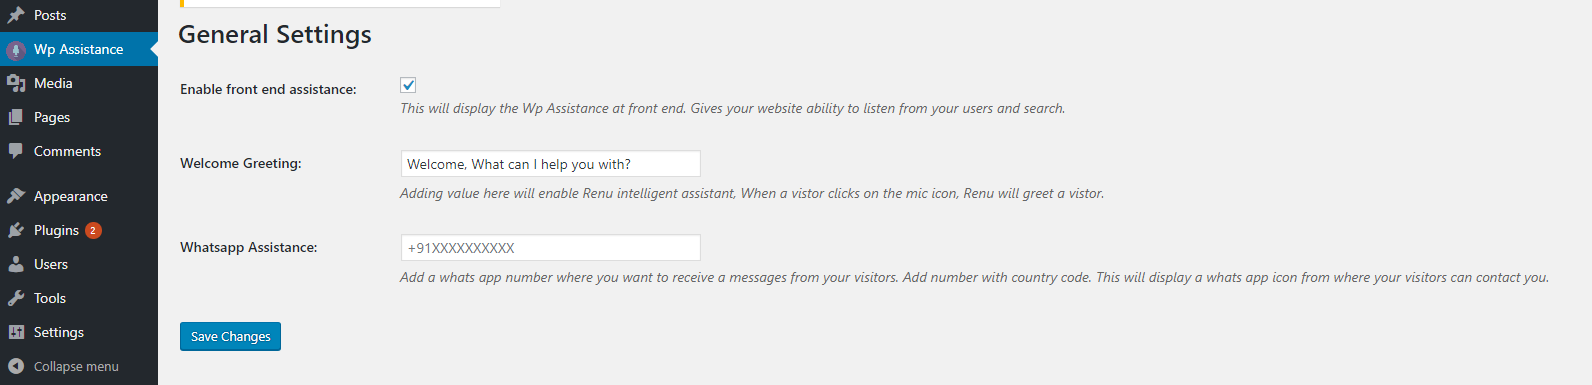 Posts
Wp Assistance
Media
Pages
Comments
Appearance
Plugins 2
Users
Tools
Settings
Collapse menu
General Settings
Enable front end assistance:
This will display the Wp Assistance at front end. Gives your website ability to listen from your users and search.
Welcome Greeting:
Welcome, What can I help you with?
Adding value here will enable Renu intelligent assistant, When a vistor clicks on the mic icon, Renu will greet a vistor.
Whatsapp Assistance:
+91XXXXXXXXXX
Add a whats app number where you want to receive a messages from your visitors. Add number with country code. This will display a whats app icon from where your visitors can contact you.
Save Changes